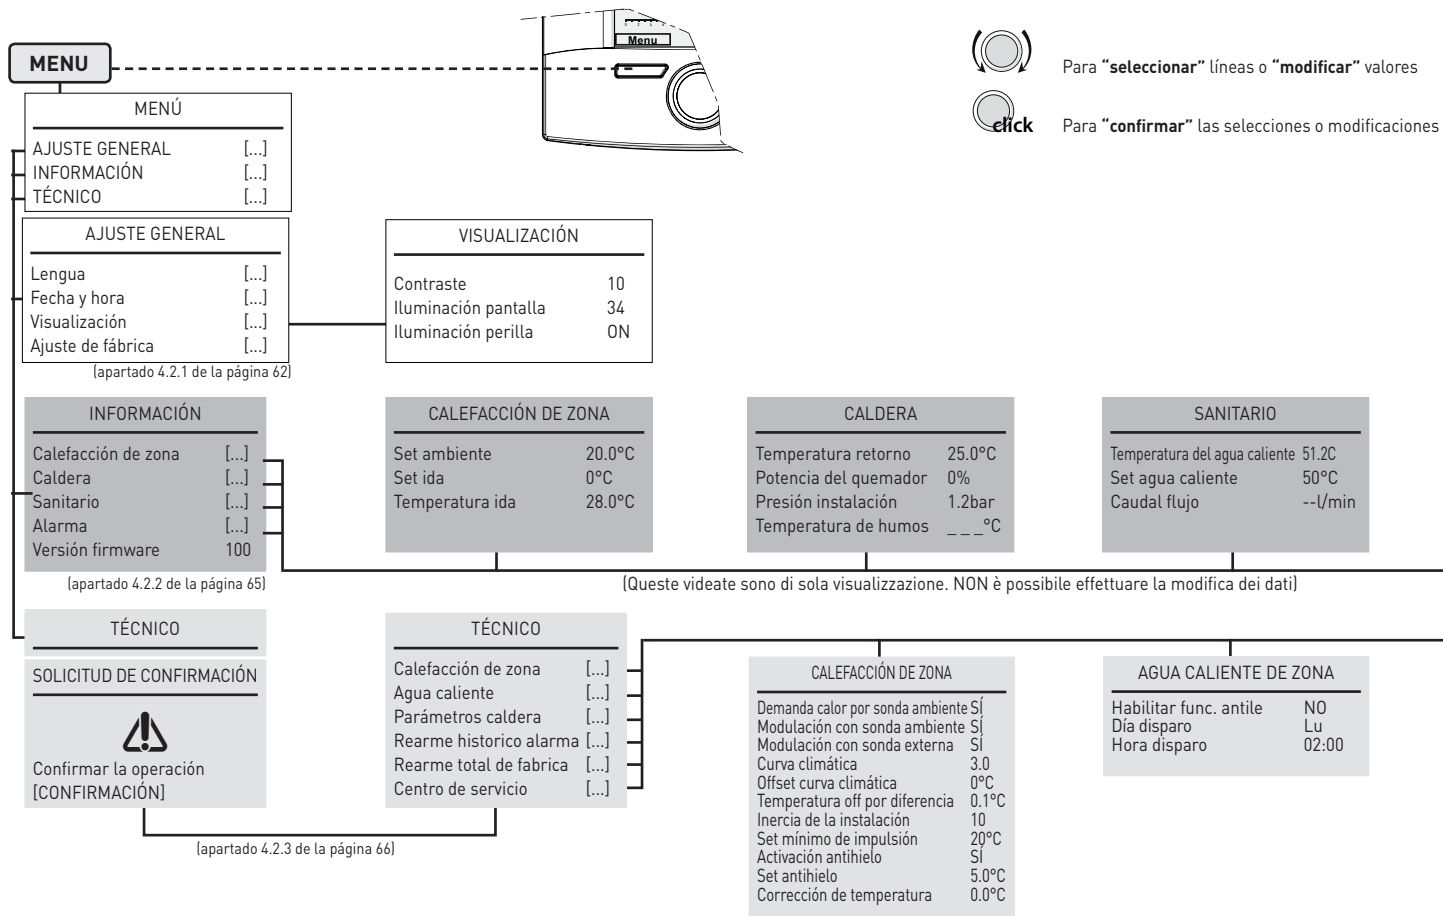 Menu
MENU
Para “seleccionar” líneas o “modificar” valores
click
Para “confirmar” las selecciones o modificaciones
MENÚ
AJUSTE GENERAL [...]
INFORMACIÓN [...]
TÉCNICO [...]
AJUSTE GENERAL
Lengua [...]
Fecha y hora [...]
Visualización [...]
Ajuste de fábrica [...]
(apartado 4.2.1 de la página 62)
VISUALIZACIÓN
Contraste 10
Iluminación pantalla 34
Iluminación perilla ON
INFORMACIÓN
Calefacción de zona [...]
Caldera [...]
Sanitario [...]
Alarma [...]
Versión firmware 100
(apartado 4.2.2 de la página 65)
CALEFACCIÓN DE ZONA
Set ambiente 20.0°C
Set ida 0°C
Temperatura ida 28.0°C
CALDERA
Temperatura retorno 25.0°C
Potencia del quemador 0%
Presión instalación 1.2bar
Temperatura de humos _ _ _°C
SANITARIO
Temperatura del agua caliente 51.2C
Set agua caliente 50°C
Caudal flujo --l/min
(Queste videate sono di sola visualizzazione. NON è possibile effettuare la modifica dei dati)
TÉCNICO
SOLICITUD DE CONFIRMACIÓN
Confirmar la operación
[CONFIRMACIÓN]
TÉCNICO
Calefacción de zona [...]
Agua caliente [...]
Parámetros caldera [...]
Rearme historico alarma [...]
Rearme total de fabrica [...]
Centro de servicio [...]
(apartado 4.2.3 de la página 66)
CALEFACCIÓN DE ZONA
Demanda calor por sonda ambiente SÍ
Modulación con sonda ambiente SÍ
Modulación con sonda externa SÍ
Curva climática 3.0
Offset curva climática 0°C
Temperatura off por diferencia 0.1°C
Inercia de la instalación 10
Set mínimo de impulsión 20°C
Activación antihielo SÍ
Set antihielo 5.0°C
Corrección de temperatura 0.0°C
AGUA CALIENTE DE ZONA
Habilitar func. antile NO
Día disparo Lu
Hora disparo 02:00